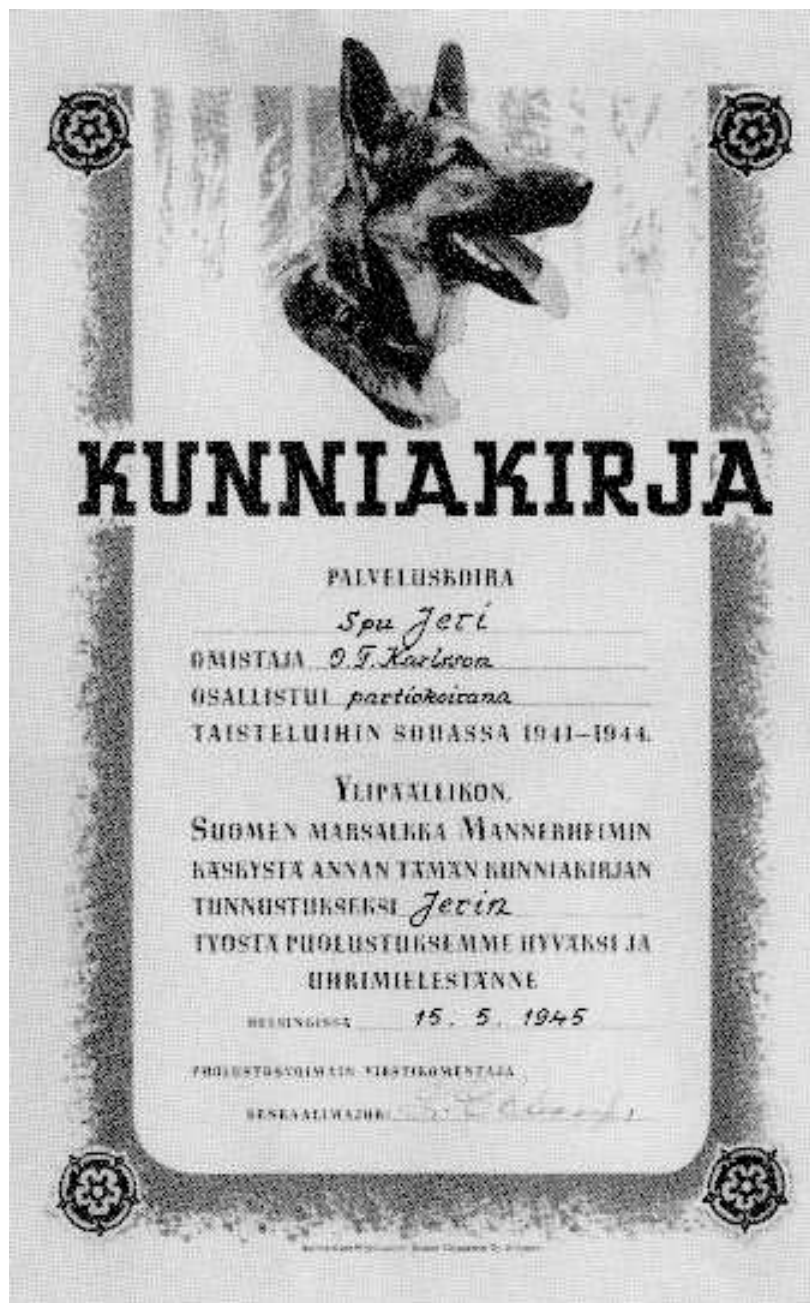 KUNNIAKIRJA
PALVELUSKOIRA
Spu Jeri
OMISTAJA O.F. Karlsson
OSALLISTUI partiokoirana
TAISTELUIHIN SODASSA 1941–1944.
YLIPÄÄLLIKÖN,
SUOMEN MARSALKKA MANNERHEIMIN
KÄSKYSTÄ ANNAN TÄMÄN KUNNIAKIRJAN
TUNNUSTUKSEKSI Jerin
TYÖSTÄ PUOLUSTUKSEMME HYVÄKSI JA
UHRIMIELESTÄNNE
HELSINGISSÄ 15. 5. 1945
PUOLUSTUSVOIMAIN VIESTIKOMENTAJA
KENRAALIMAJURI